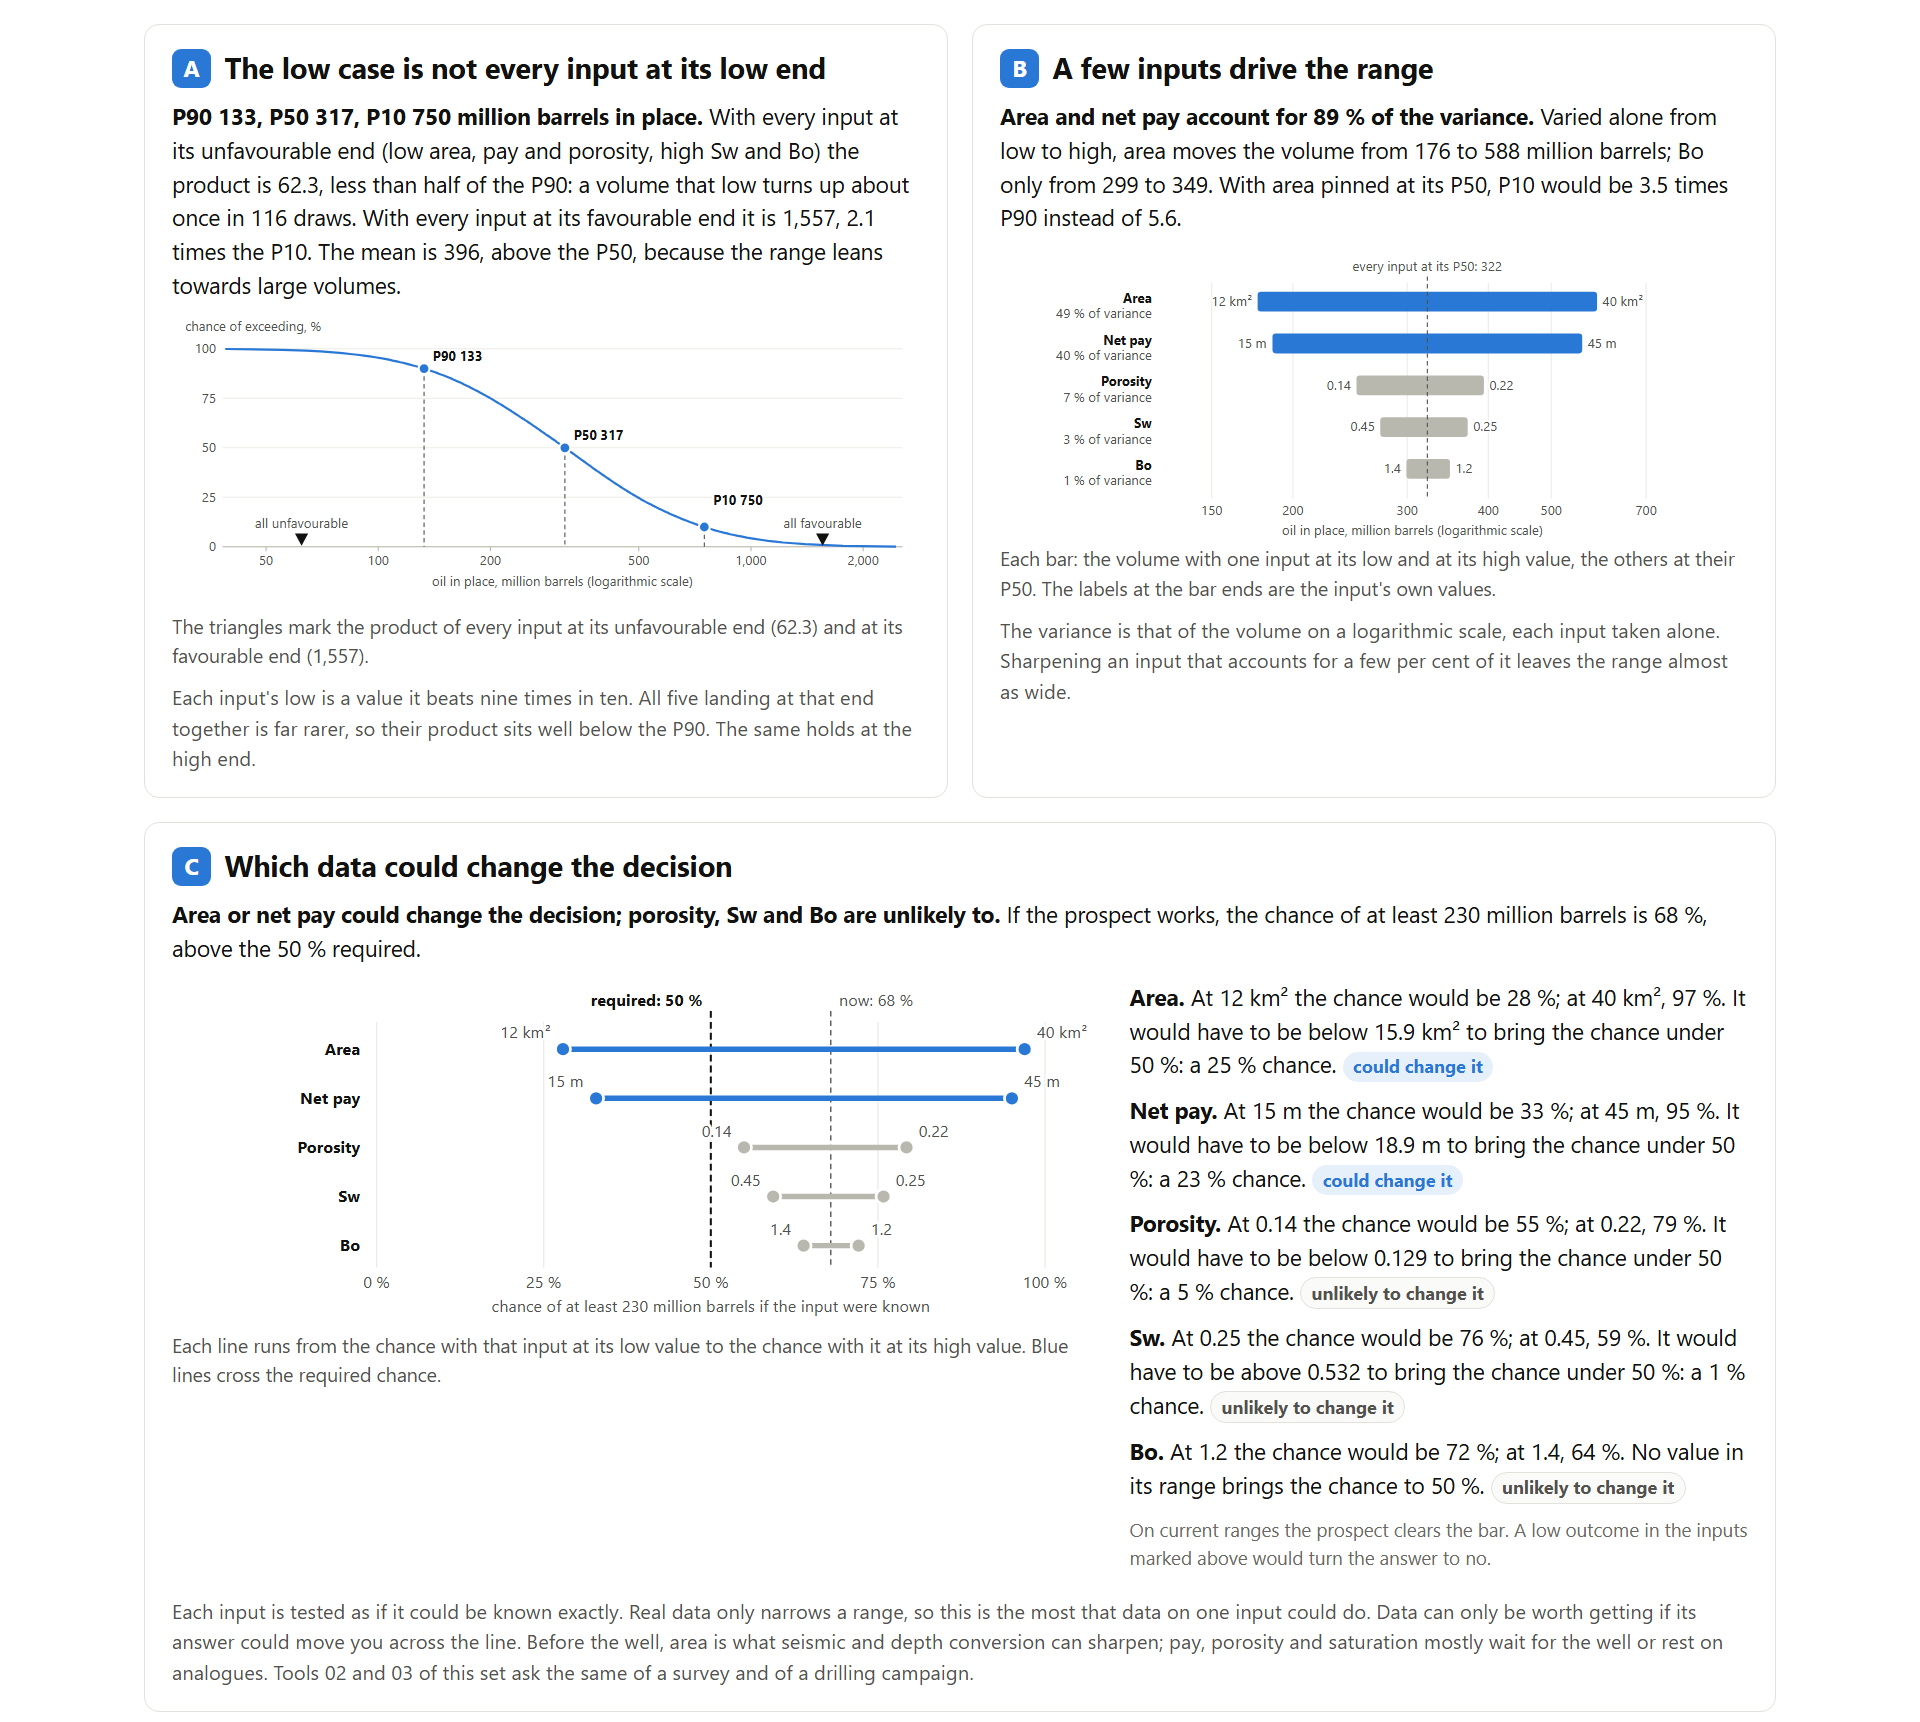 A The low case is not every input at its low end
P90 133, P50 317, P10 750 million barrels in place. With every input at
its unfavourable end (low area, pay and porosity, high Sw and Bo) the
product is 62.3, less than half of the P90: a volume that low turns up about
once in 116 draws. With every input at its favourable end it is 1,557, 2.1
times the P10. The mean is 396, above the P50, because the range leans
towards large volumes.
chance of exceeding, %
100
P90 133
75
50
P50 317
25
P10 750
all unfavourable
all favourable
0
50 100 200 500 1,000 2,000
oil in place, million barrels (logarithmic scale)
The triangles mark the product of every input at its unfavourable end (62.3) and at its
favourable end (1,557).
Each input's low is a value it beats nine times in ten. All five landing at that end
together is far rarer, so their product sits well below the P90. The same holds at the
high end.
B A few inputs drive the range
Area and net pay account for 89 % of the variance. Varied alone from
low to high, area moves the volume from 176 to 588 million barrels; Bo
only from 299 to 349. With area pinned at its P50, P10 would be 3.5 times
P90 instead of 5.6.
every input at its P50: 322
Area
49 % of variance
12 km² 40 km²
Net pay
40 % of variance
15 m 45 m
Porosity
7 % of variance
0.14 0.22
Sw
3 % of variance
0.45 0.25
Bo
1 % of variance
1.4 1.2
150 200 300 400 500 700
oil in place, million barrels (logarithmic scale)
Each bar: the volume with one input at its low and at its high value, the others at their
P50. The labels at the bar ends are the input's own values.
The variance is that of the volume on a logarithmic scale, each input taken alone.
Sharpening an input that accounts for a few per cent of it leaves the range almost
as wide.
C Which data could change the decision
Area or net pay could change the decision; porosity, Sw and Bo are unlikely to. If the prospect works, the chance of at least 230 million barrels is 68 %,
above the 50 % required.
required: 50 % now: 68 %
12 km² 40 km²
Area
15 m 45 m
Net pay
0.14 0.22
Porosity
0.45 0.25
Sw
1.4 1.2
Bo
0 % 25 % 50 % 75 % 100 %
chance of at least 230 million barrels if the input were known
Each line runs from the chance with that input at its low value to the chance with it at its high value. Blue
lines cross the required chance.
Area. At 12 km² the chance would be 28 %; at 40 km², 97 %. It
would have to be below 15.9 km² to bring the chance under
50 %: a 25 % chance. could change it
Net pay. At 15 m the chance would be 33 %; at 45 m, 95 %. It
would have to be below 18.9 m to bring the chance under 50
%: a 23 % chance. could change it
Porosity. At 0.14 the chance would be 55 %; at 0.22, 79 %. It
would have to be below 0.129 to bring the chance under 50
%: a 5 % chance. unlikely to change it
Sw. At 0.25 the chance would be 76 %; at 0.45, 59 %. It would
have to be above 0.532 to bring the chance under 50 %: a 1 %
chance. unlikely to change it
Bo. At 1.2 the chance would be 72 %; at 1.4, 64 %. No value in
its range brings the chance to 50 %. unlikely to change it
On current ranges the prospect clears the bar. A low outcome in the inputs
marked above would turn the answer to no.
Each input is tested as if it could be known exactly. Real data only narrows a range, so this is the most that data on one input could do. Data can only be worth getting if its
answer could move you across the line. Before the well, area is what seismic and depth conversion can sharpen; pay, porosity and saturation mostly wait for the well or rest on
analogues. Tools 02 and 03 of this set ask the same of a survey and of a drilling campaign.